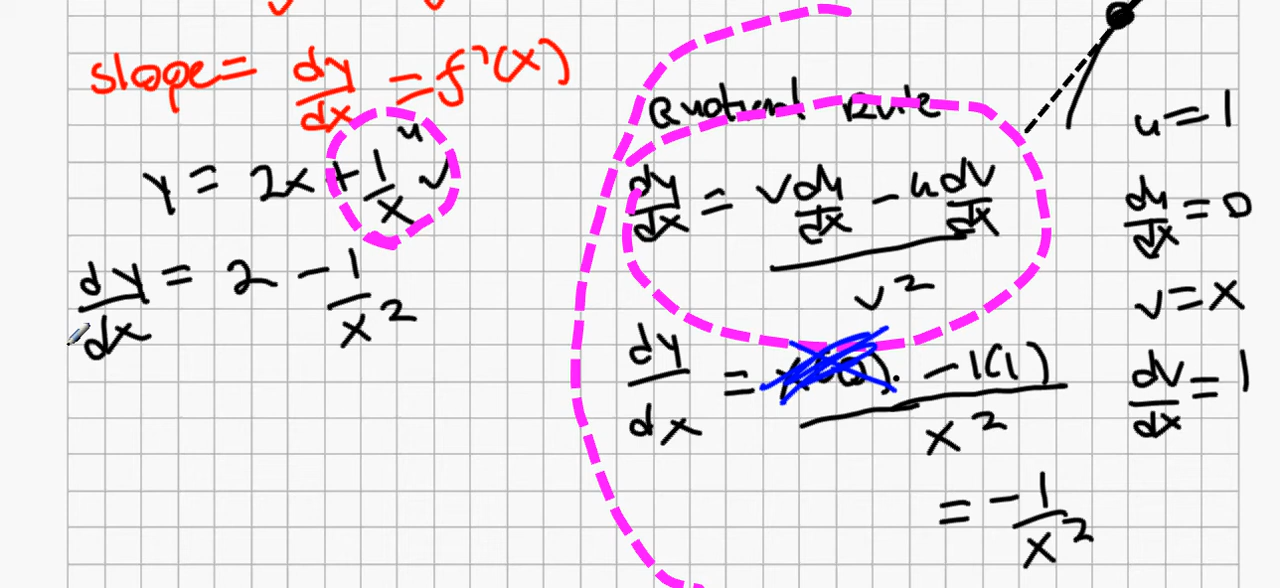 slope = dy/dx = f'(x)
y = 2x + 1/x u v
dy/dx = 2 - 1/x²
Quotient Rule
dy/dx = (v du/dx - u dv/dx)/v²
dy/dx = - 1(1)/x²
= - 1/x²
u = 1
du/dx = 0
v = x
dv/dx = 1